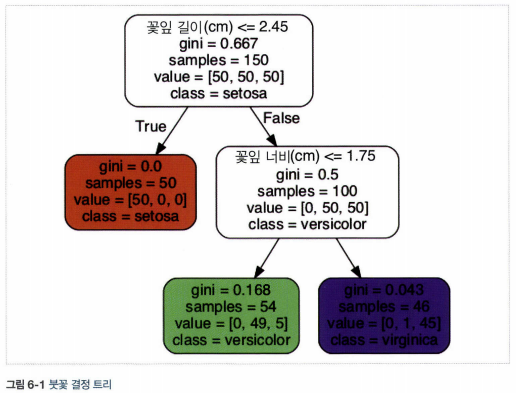 꽃잎 길이(cm) <= 2.45
gini = 0.667
samples = 150
value = [50, 50, 50]
class = setosa
True
False
gini = 0.0
samples = 50
value = [50, 0, 0]
class = setosa
꽃잎 너비(cm) <= 1.75
gini = 0.5
samples = 100
value = [0, 50, 50]
class = versicolor
gini = 0.168
samples = 54
value = [0, 49, 5]
class = versicolor
gini = 0.043
samples = 46
value = [0, 1, 45]
class = virginica
그림 6-1 붓꽃 결정 트리